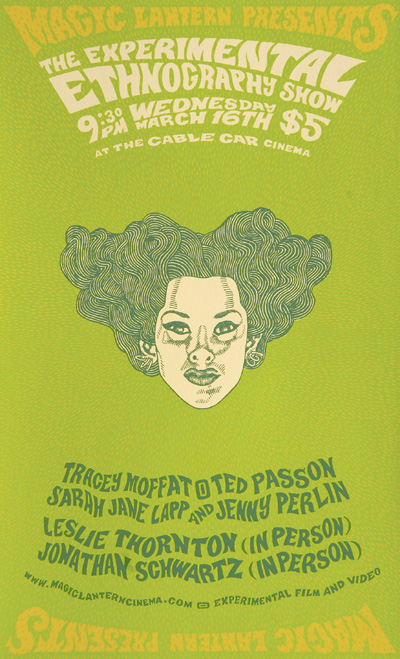 MAGIC LANTERN PRESENTS
THE EXPERIMENTAL
ETHNOGRAPHY SHOW
9:30 PM WEDNESDAY MARCH 16TH $5
AT THE CABLE CAR CINEMA
TRACEY MOFFAT TED PASSON
SARAH JANE LAPP AND JENNY PERLIN
LESLIE THORNTON (IN PERSON)
JONATHAN SCHWARTZ (IN PERSON)
WWW.MAGICLANTERNCINEMA.COM EXPERIMENTAL FILM AND VIDEO
MAGIC LANTERN PRESENTS